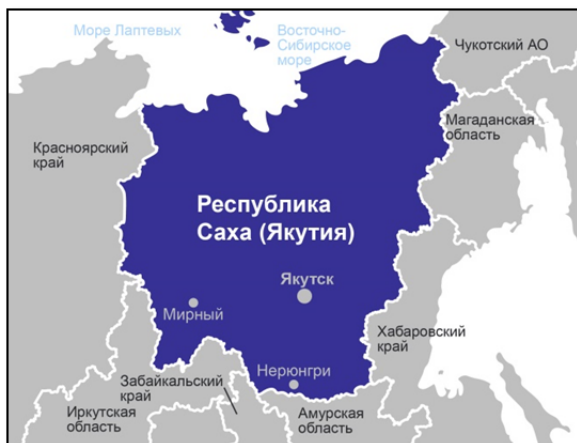 Море Лаптевых
Восточно-
Сибирское
море
Чукотский АО
Магаданская
область
Красноярский
край
Республика
Саха (Якутия)
Якутск
Мирный
Хабаровский
край
Нерюнгри
Забайкальский
край
Иркутская
область
Амурская
область